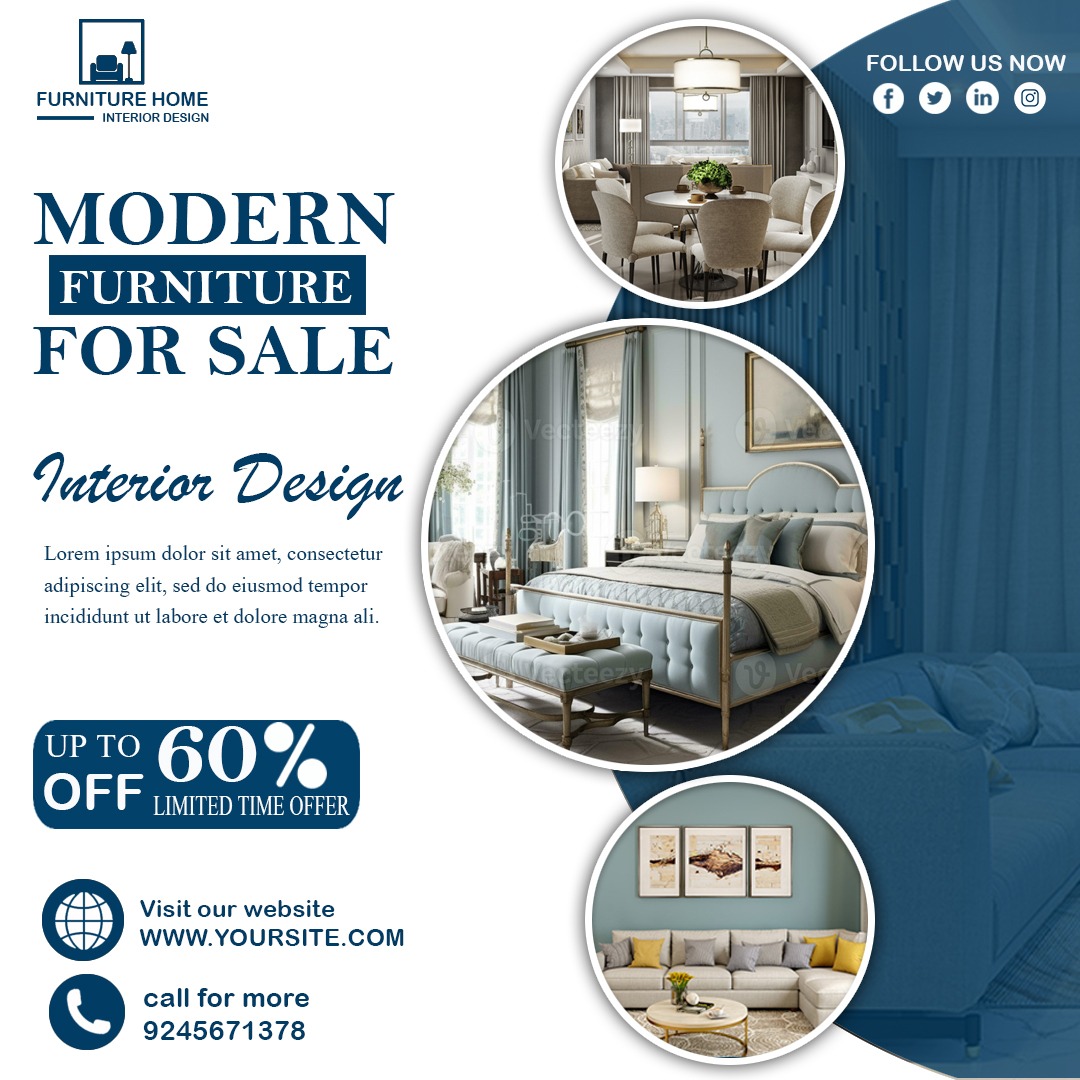 FURNITURE HOME
INTERIOR DESIGN
FOLLOW US NOW
MODERN
FURNITURE
FOR SALE
Interior Design
Lorem ipsum dolor sit amet, consectetur
adipiscing elit, sed do eiusmod tempor
incididunt ut labore et dolore magna ali.
UP TO 60%
OFF LIMITED TIME OFFER
Visit our website
WWW.YOURSITE.COM
call for more
9245671378
Vecteezy
Vecteezy